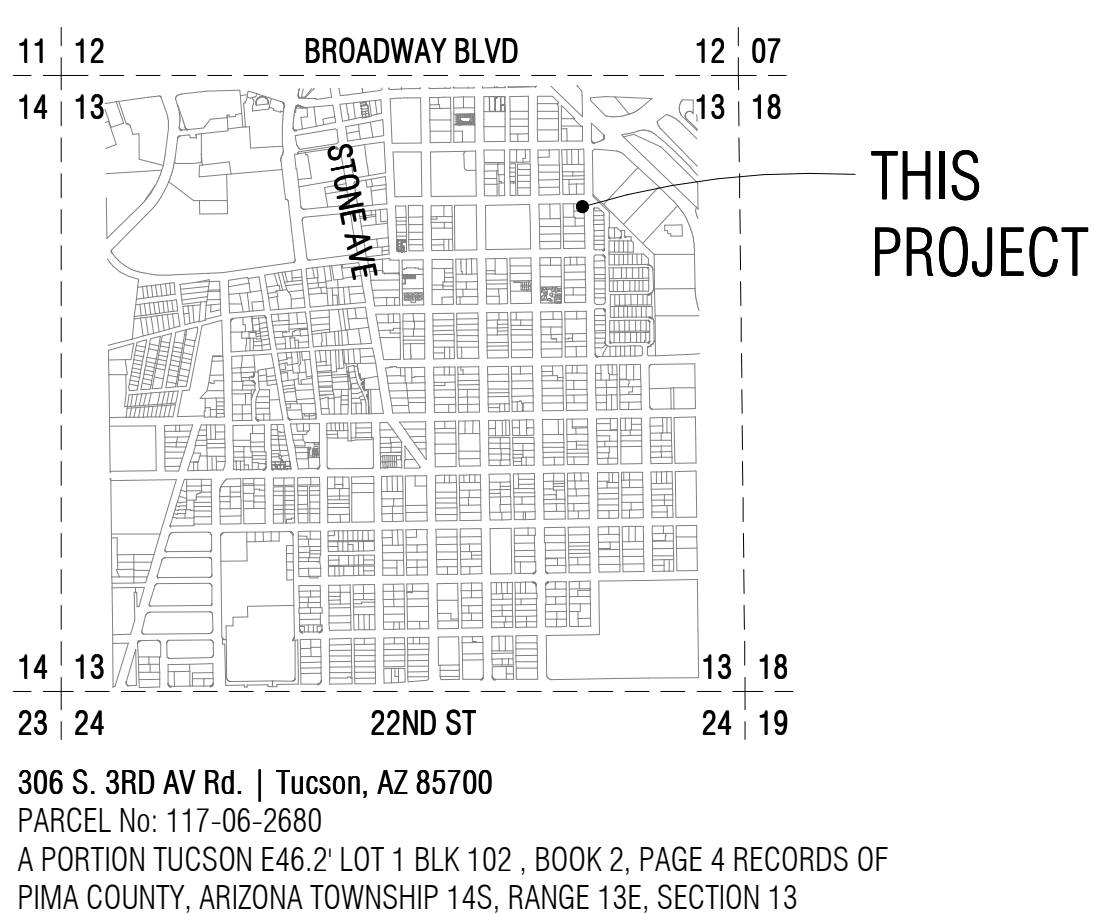 11 12 BROADWAY BLVD 12 07
14 13 13 18
STONE AVE
THIS
PROJECT
14 13 13 18
23 24 22ND ST 24 19
306 S. 3RD AV Rd. | Tucson, AZ 85700
PARCEL No: 117-06-2680
A PORTION TUCSON E46.2' LOT 1 BLK 102 , BOOK 2, PAGE 4 RECORDS OF
PIMA COUNTY, ARIZONA TOWNSHIP 14S, RANGE 13E, SECTION 13